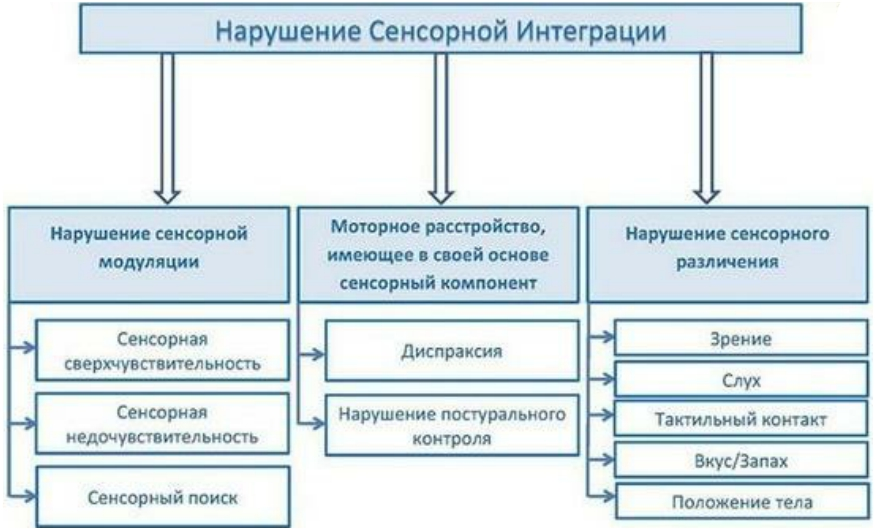 Нарушение Сенсорной Интеграции
Нарушение сенсорной
модуляции
Сенсорная
сверхчувствительность
Сенсорная
недочувствительность
Сенсорный поиск
Моторное расстройство,
имеющее в своей основе
сенсорный компонент
Диспраксия
Нарушение постурального
контроля
Нарушение сенсорного
различения
Зрение
Слух
Тактильный контакт
Вкус/Запах
Положение тела